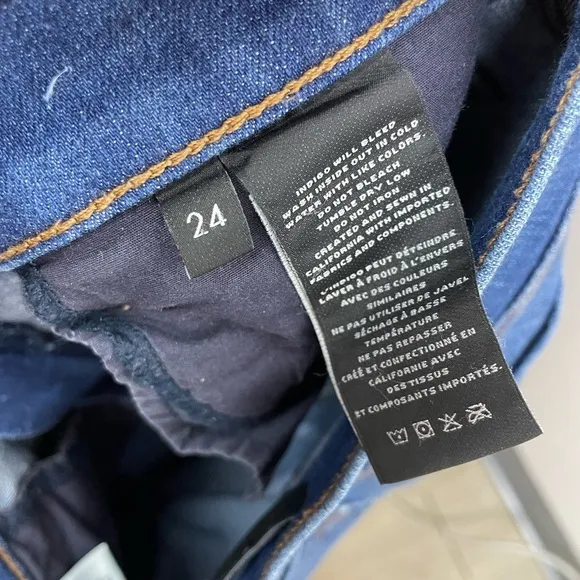 24
INDIGO WILL BLEED
WASH INSIDE OUT IN COLD
WATER WITH LIKE COLORS.
DO NOT BLEACH
TUMBLE DRY LOW
DO NOT IRON
CREATED AND SEWN IN
CALIFORNIA WITH IMPORTED
FABRICS AND COMPONENTS.
L'INDIGO PEUT DÉTEINDRE
LAVER À FROID À L'ENVERS
AVEC DES COULEURS
SIMILAIRES
NE PAS UTILISER DE JAVEL
SÉCHAGE À BASSE
TEMPÉRATURE
NE PAS REPASSER
CRÉÉ ET CONFECTIONNÉ EN
CALIFORNIE AVEC
DES TISSUS
ET COMPOSANTS IMPORTÉS.